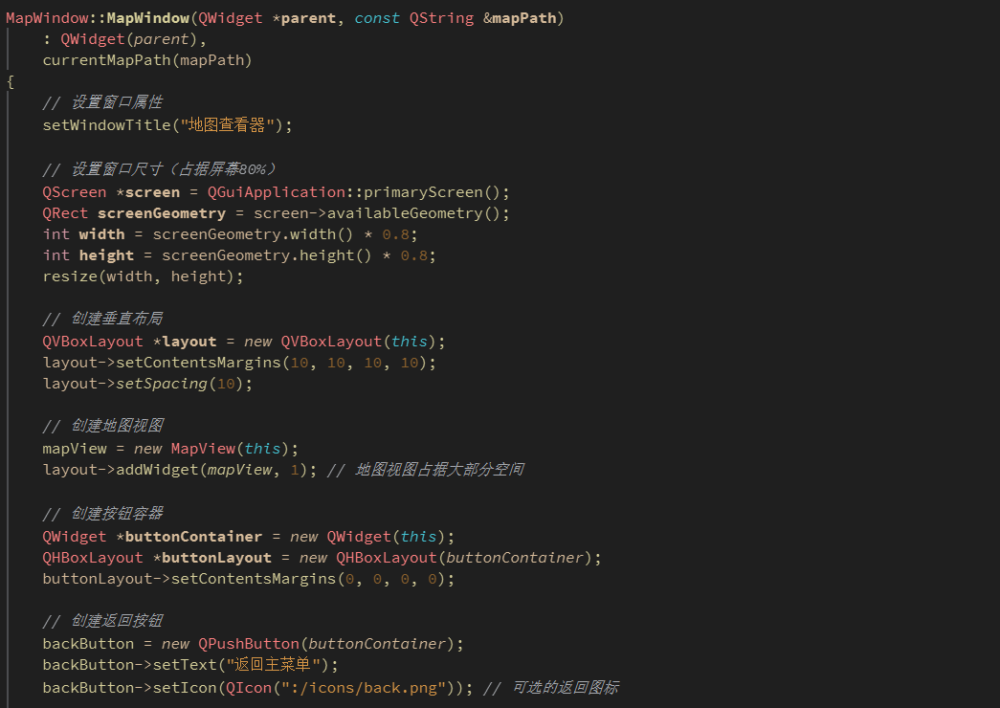 MapWindow::MapWindow(QWidget *parent, const QString &mapPath)
: QWidget(parent),
currentMapPath(mapPath)
{
// 设置窗口属性
setWindowTitle("地图查看器");
// 设置窗口尺寸（占据屏幕80%）
QScreen *screen = QGuiApplication::primaryScreen();
QRect screenGeometry = screen->availableGeometry();
int width = screenGeometry.width() * 0.8;
int height = screenGeometry.height() * 0.8;
resize(width, height);
// 创建垂直布局
QVBoxLayout *layout = new QVBoxLayout(this);
layout->setContentsMargins(10, 10, 10, 10);
layout->setSpacing(10);
// 创建地图视图
mapView = new MapView(this);
layout->addWidget(mapView, 1); // 地图视图占据大部分空间
// 创建按钮容器
QWidget *buttonContainer = new QWidget(this);
QHBoxLayout *buttonLayout = new QHBoxLayout(buttonContainer);
buttonLayout->setContentsMargins(0, 0, 0, 0);
// 创建返回按钮
backButton = new QPushButton(buttonContainer);
backButton->setText("返回主菜单");
backButton->setIcon(QIcon(":/icons/back.png")); // 可选的返回图标